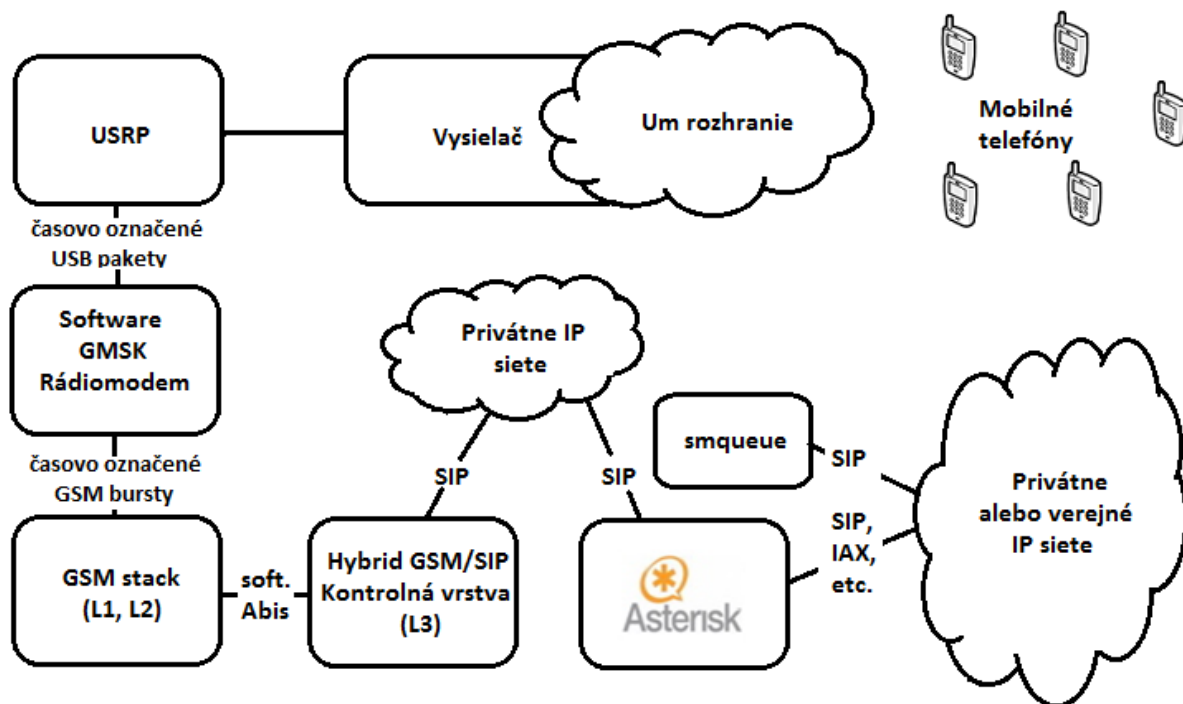 USRP
Vysielač
Um rozhranie
Mobilné
telefóny
časovo označené
USB pakety
Software
GMSK
Rádiomodem
Privátne IP
siete
časovo označené
GSM bursty
SIP
SIP
smqueue
SIP
GSM stack
(L1, L2)
soft.
Abis
Hybrid GSM/SIP
Kontrolná vrstva
(L3)
Asterisk
SIP,
IAX,
etc.
Privátne
alebo verejné
IP siete